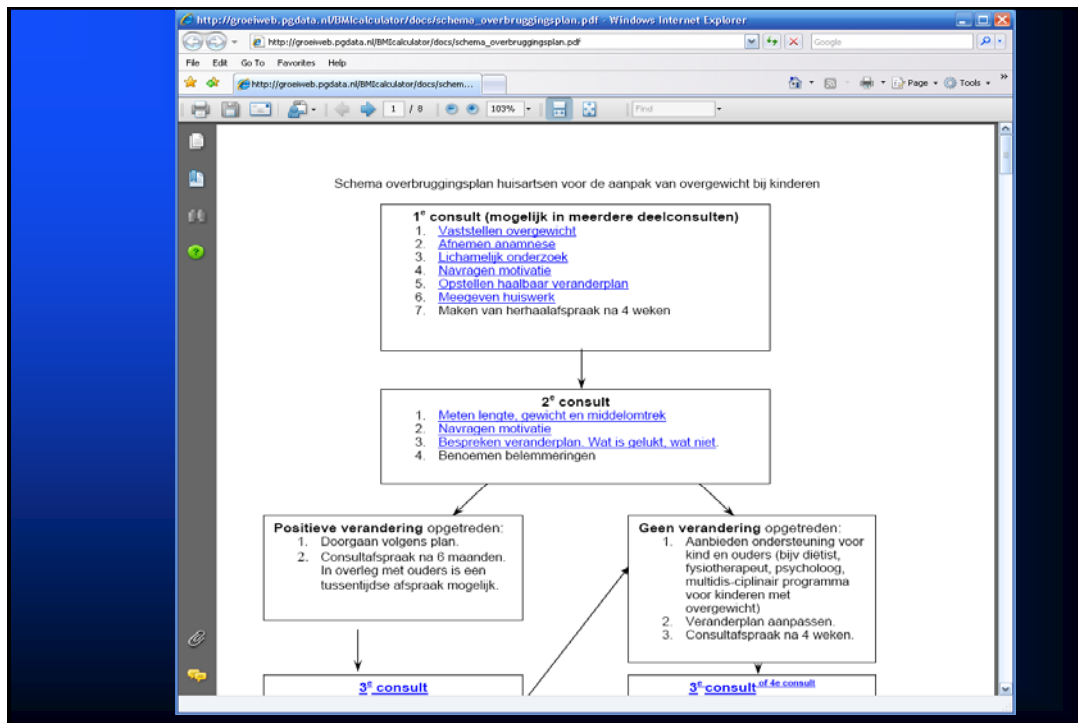 http://groeiweb.pgdata.nl/BMIcalculator/docs/schema_overbruggingsplan.pdf - Windows Internet Explorer
http://groeiweb.pgdata.nl/BMIcalculator/docs/schema_overbruggingsplan.pdf
Google
File Edit Go To Favorites Help
http://groeiweb.pgdata.nl/BMIcalculator/docs/schem...
Page Tools »
1 / 8 103% Find
Schema overbruggingsplan huisartsen voor de aanpak van overgewicht bij kinderen
1e consult (mogelijk in meerdere deelconsulten)
1. Vaststellen overgewicht
2. Afnemen anamnese
3. Lichamelijk onderzoek
4. Navragen motivatie
5. Opstellen haalbaar veranderplan
6. Meegeven huiswerk
7. Maken van herhaalafspraak na 4 weken
2e consult
1. Meten lengte, gewicht en middelomtrek
2. Navragen motivatie
3. Bespreken veranderplan. Wat is gelukt, wat niet.
4. Benoemen belemmeringen
Positieve verandering opgetreden:
1. Doorgaan volgens plan.
2. Consultafspraak na 6 maanden.
In overleg met ouders is een
tussentijdse afspraak mogelijk.
Geen verandering opgetreden:
1. Aanbieden ondersteuning voor
kind en ouders (bijv diëtist,
fysiotherapeut, psycholoog,
multidis-ciplinair programma
voor kinderen met
overgewicht)
2. Veranderplan aanpassen.
3. Consultafspraak na 4 weken.
3e consult
3e consult of 4e consult